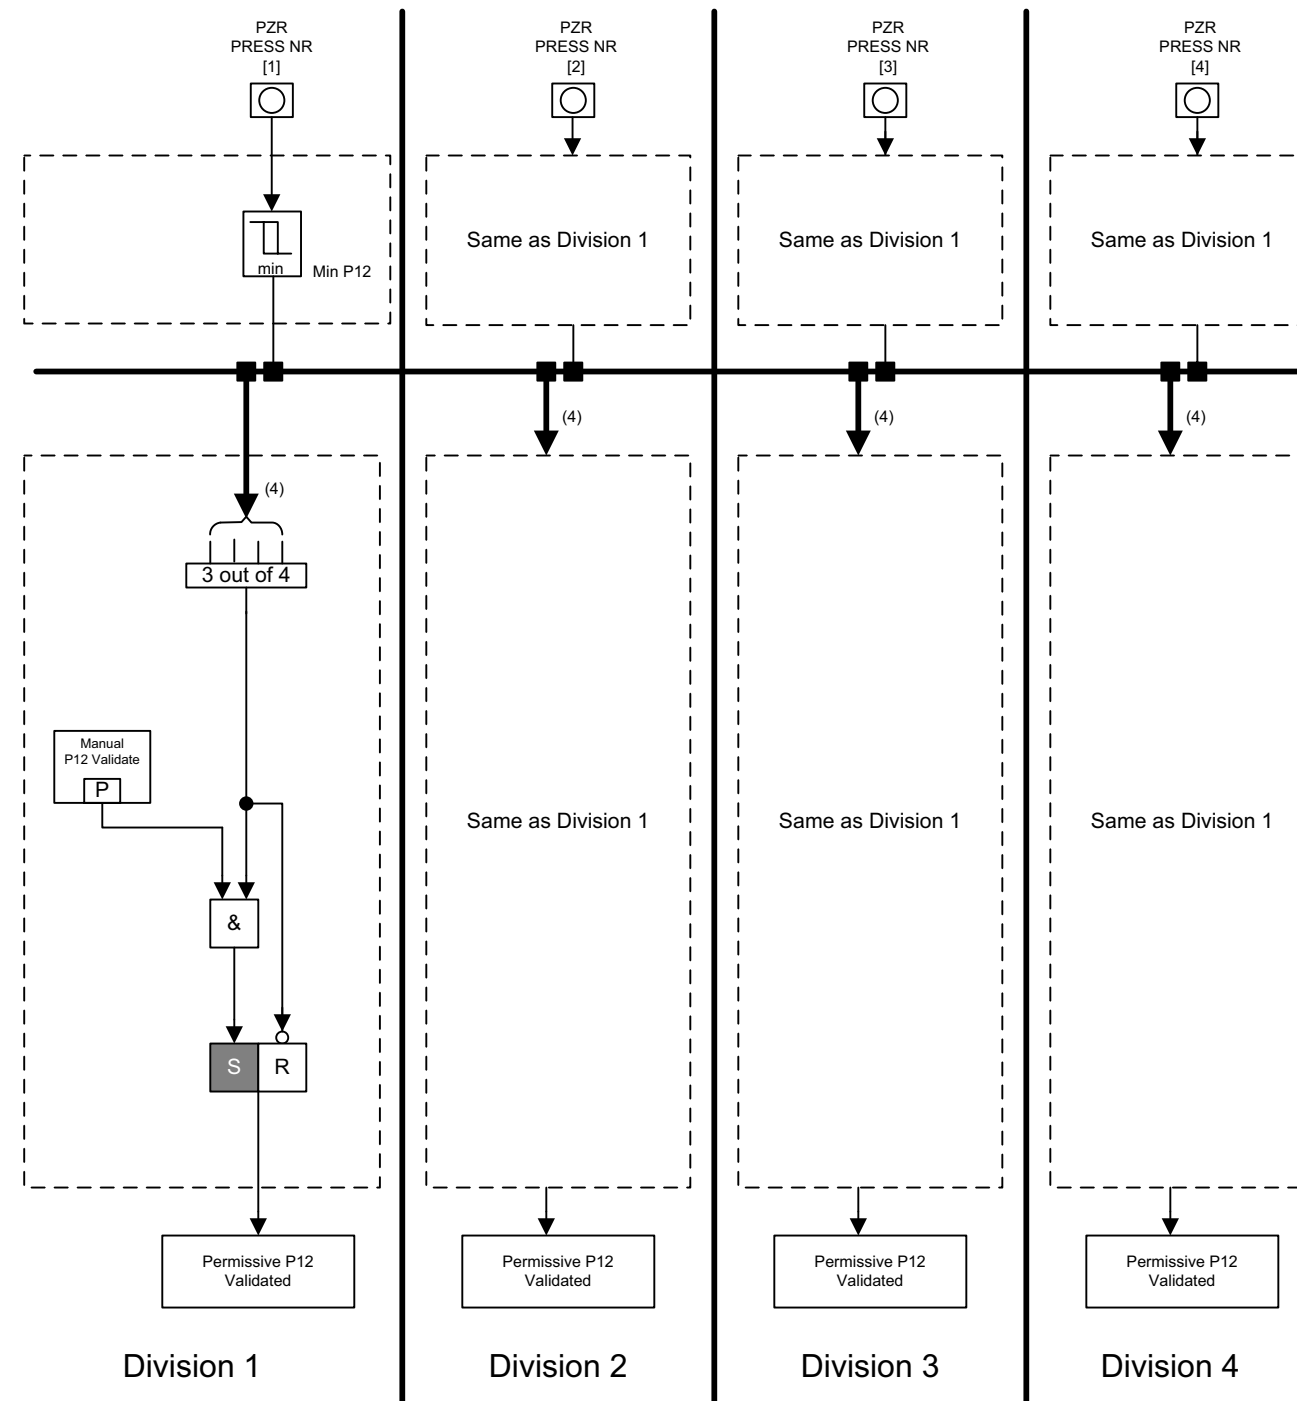 PZR
PRESS NR
[1]
PZR
PRESS NR
[2]
PZR
PRESS NR
[3]
PZR
PRESS NR
[4]
min
Min P12
Same as Division 1
Same as Division 1
Same as Division 1
(4)
(4)
(4)
(4)
3 out of 4
Manual
P12 Validate
P
&
S
R
Same as Division 1
Same as Division 1
Same as Division 1
Permissive P12
Validated
Permissive P12
Validated
Permissive P12
Validated
Permissive P12
Validated
Division 1
Division 2
Division 3
Division 4